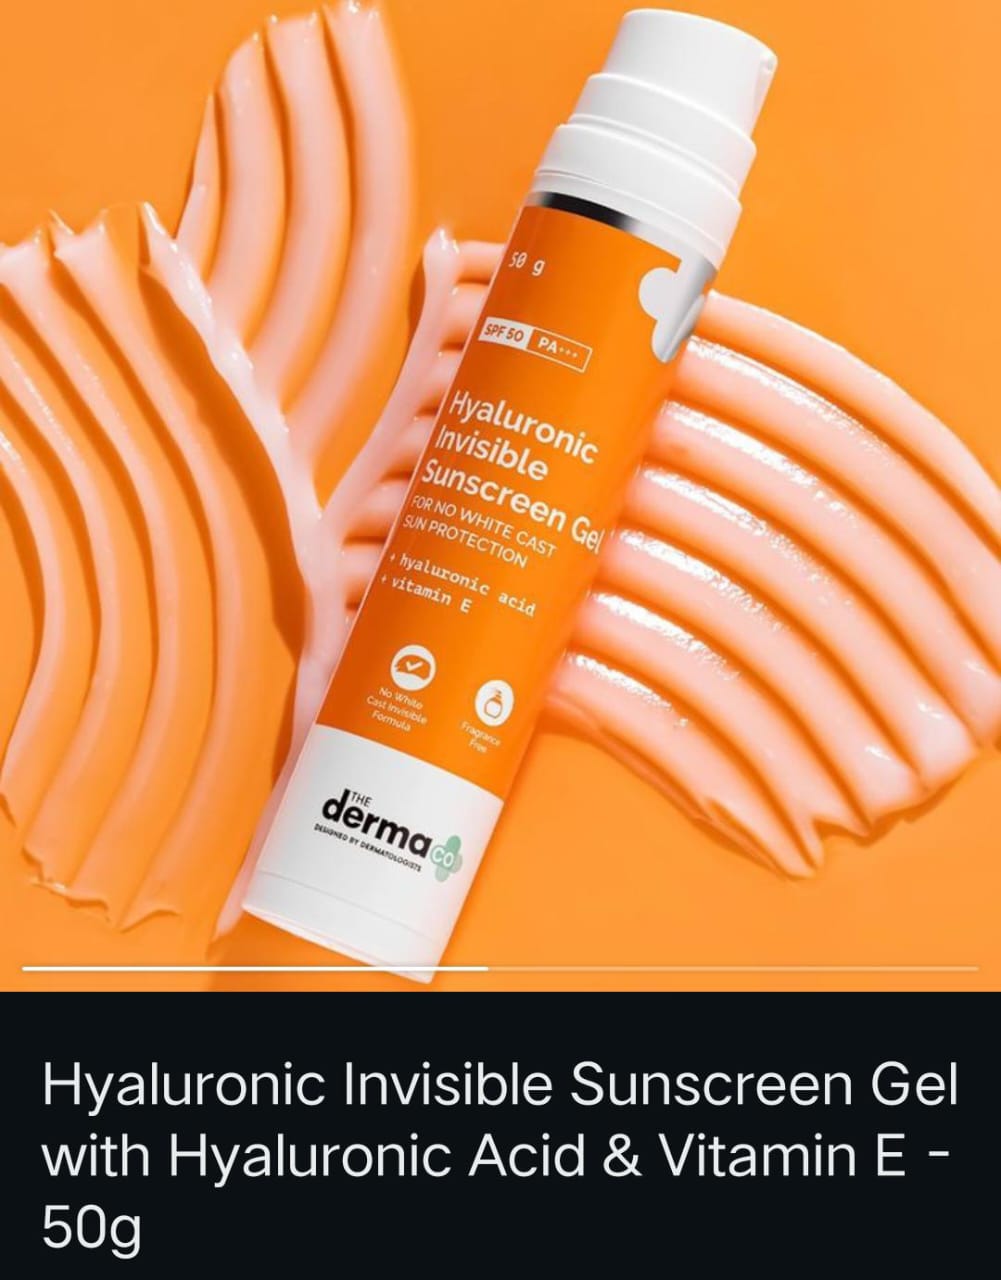 50 g
SPF 50 PA+++
Hyaluronic
Invisible
Sunscreen Gel
FOR NO WHITE CAST
SUN PROTECTION
+ hyaluronic acid
+ vitamin E
No White
Cast Invisible
Formula
Fragrance
Free
THE
derma co
DESIGNED BY DERMATOLOGISTS
Hyaluronic Invisible Sunscreen Gel
with Hyaluronic Acid & Vitamin E -
50g